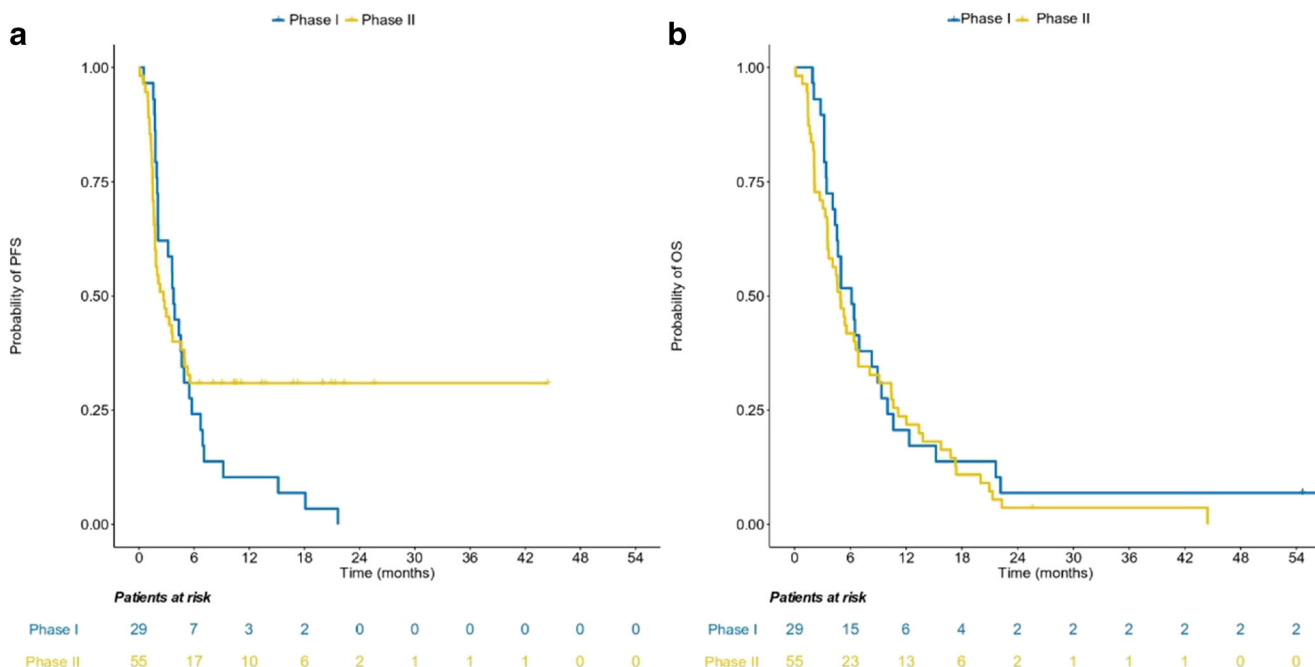 Phase I Phase II
a
1.00
0.75
0.50
0.25
0.00
Probability of PFS
0 6 12 18 24 30 36 42 48 54
Time (months)
Patients at risk
Phase I 29 7 3 2 0 0 0 0 0 0
Phase II 55 17 10 6 2 1 1 1 0 0
Phase I Phase II
b
1.00
0.75
0.50
0.25
0.00
Probability of OS
0 6 12 18 24 30 36 42 48 54
Time (months)
Patients at risk
Phase I 29 15 6 4 2 2 2 2 2 2
Phase II 55 23 13 6 2 1 1 1 0 0